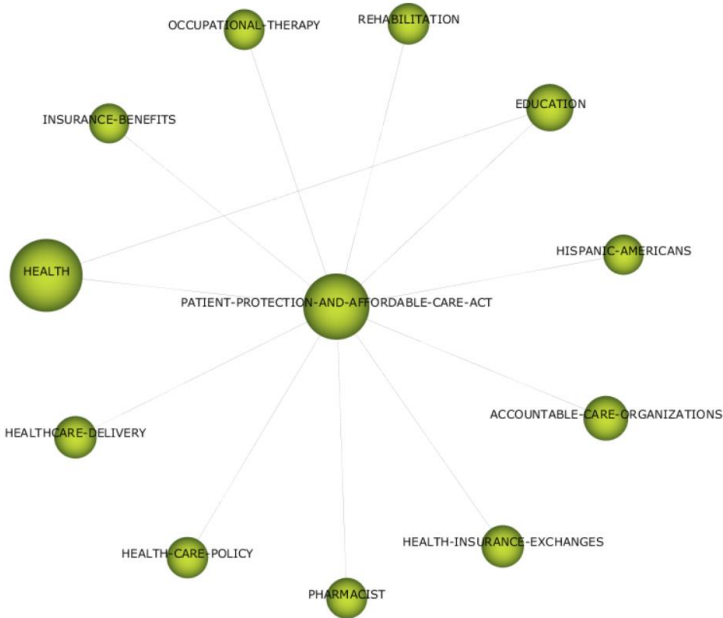 REHABILITATION
OCCUPATIONAL-THERAPY
EDUCATION
INSURANCE-BENEFITS
HISPANIC-AMERICANS
HEALTH
PATIENT-PROTECTION-AND-AFFORDABLE-CARE-ACT
ACCOUNTABLE-CARE-ORGANIZATIONS
HEALTHCARE-DELIVERY
HEALTH-INSURANCE-EXCHANGES
HEALTH-CARE-POLICY
PHARMACIST